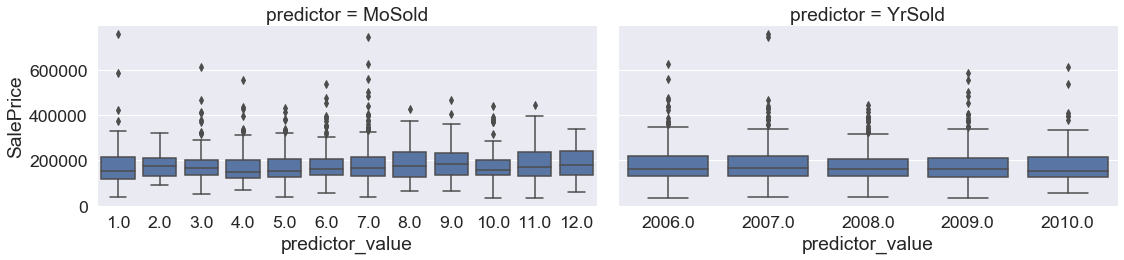 predictor = MoSold
predictor = YrSold
SalePrice
600000
400000
200000
0
1.0 2.0 3.0 4.0 5.0 6.0 7.0 8.0 9.0 10.0 11.0 12.0
2006.0 2007.0 2008.0 2009.0 2010.0
predictor_value
predictor_value